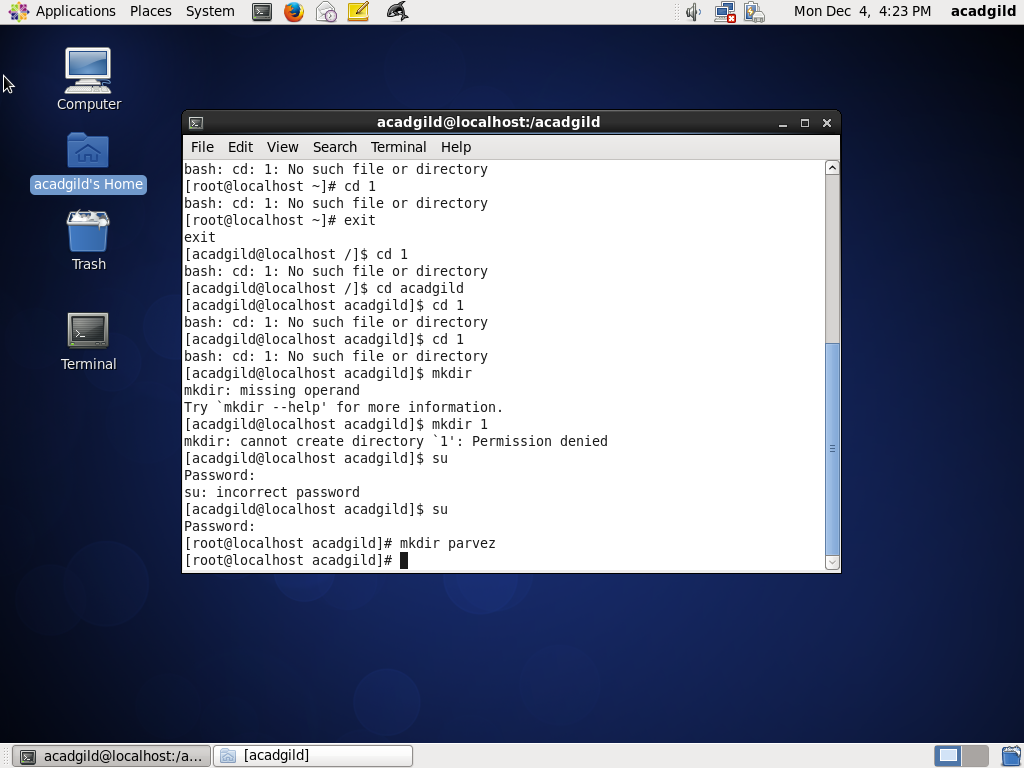 Applications Places System Mon Dec 4, 4:23 PM acadgild
Computer
acadgild's Home
Trash
Terminal
acadgild@localhost:/acadgild
File Edit View Search Terminal Help
bash: cd: 1: No such file or directory
[root@localhost ~]# cd 1
bash: cd: 1: No such file or directory
[root@localhost ~]# exit
exit
[acadgild@localhost /]$ cd 1
bash: cd: 1: No such file or directory
[acadgild@localhost /]$ cd acadgild
[acadgild@localhost acadgild]$ cd 1
bash: cd: 1: No such file or directory
[acadgild@localhost acadgild]$ cd 1
bash: cd: 1: No such file or directory
[acadgild@localhost acadgild]$ mkdir
mkdir: missing operand
Try `mkdir --help' for more information.
[acadgild@localhost acadgild]$ mkdir 1
mkdir: cannot create directory `1': Permission denied
[acadgild@localhost acadgild]$ su
Password:
su: incorrect password
[acadgild@localhost acadgild]$ su
Password:
[root@localhost acadgild]# mkdir parvez
[root@localhost acadgild]#
acadgild@localhost:/a... [acadgild]